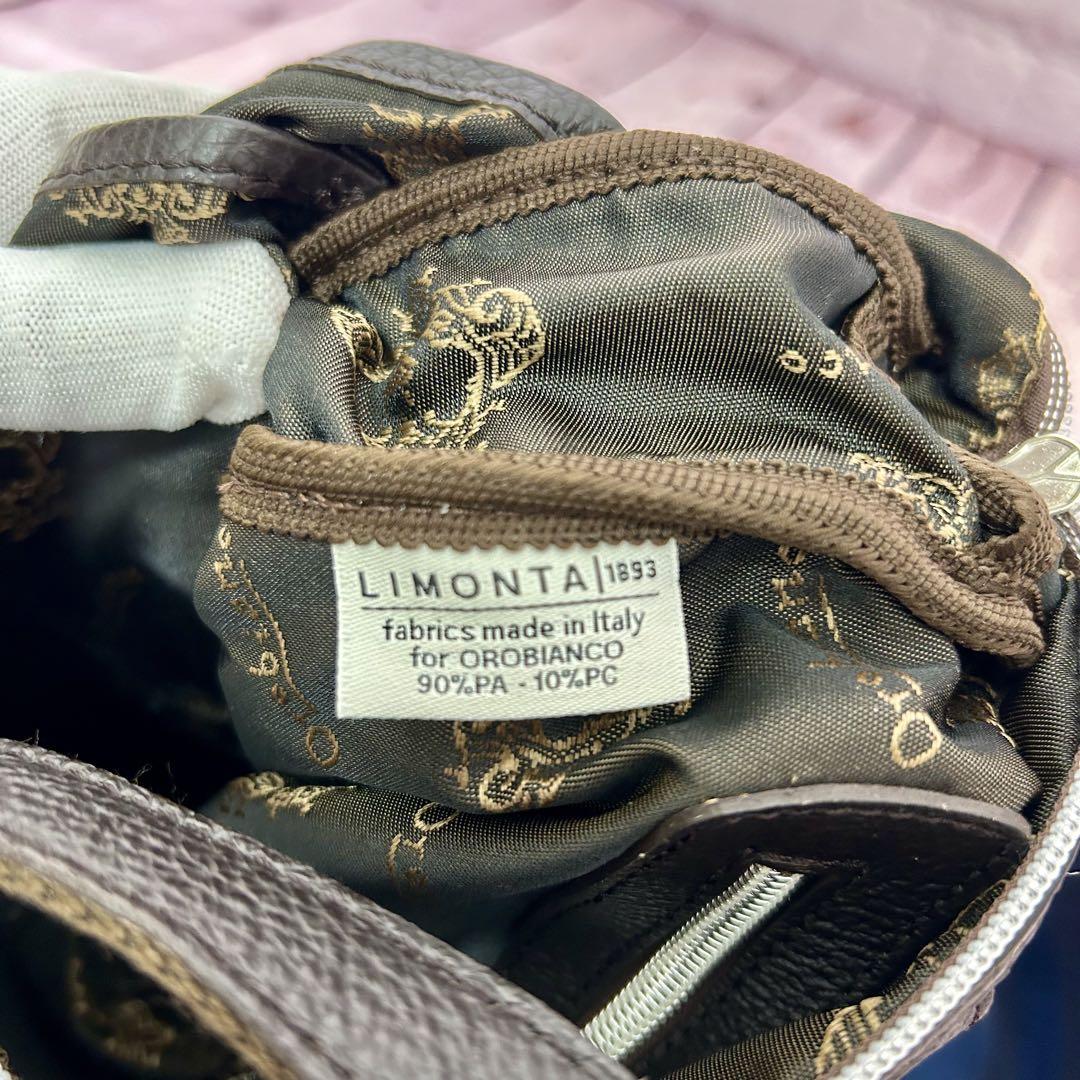 LIMONTA|1893
fabrics made in Italy
for OROBIANCO
90%PA - 10%PC